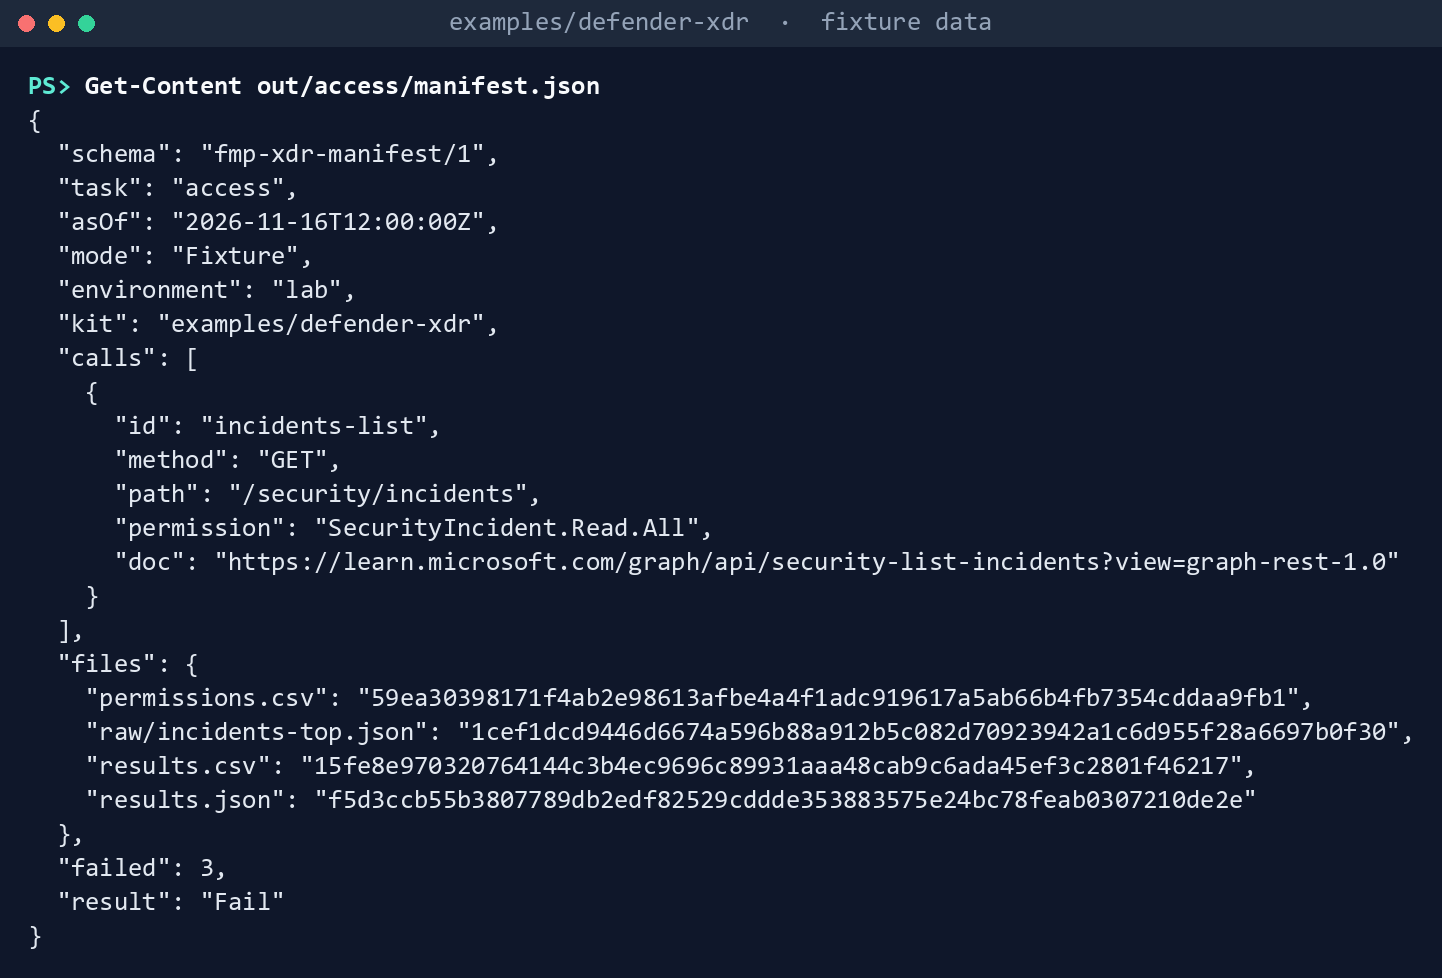 examples/defender-xdr · fixture data
PS> Get-Content out/access/manifest.json
{
  "schema": "fmp-xdr-manifest/1",
  "task": "access",
  "asOf": "2026-11-16T12:00:00Z",
  "mode": "Fixture",
  "environment": "lab",
  "kit": "examples/defender-xdr",
  "calls": [
    {
      "id": "incidents-list",
      "method": "GET",
      "path": "/security/incidents",
      "permission": "SecurityIncident.Read.All",
      "doc": "https://learn.microsoft.com/graph/api/security-list-incidents?view=graph-rest-1.0"
    }
  ],
  "files": {
    "permissions.csv": "59ea30398171f4ab2e98613afbe4a4f1adc919617a5ab66b4fb7354cddaa9fb1",
    "raw/incidents-top.json": "1cef1dcd9446d6674a596b88a912b5c082d70923942a1c6d955f28a6697b0f30",
    "results.csv": "15fe8e970320764144c3b4ec9696c89931aaa48cab9c6ada45ef3c2801f46217",
    "results.json": "f5d3ccb55b3807789db2edf82529cddde353883575e24bc78feab0307210de2e"
  },
  "failed": 3,
  "result": "Fail"
}